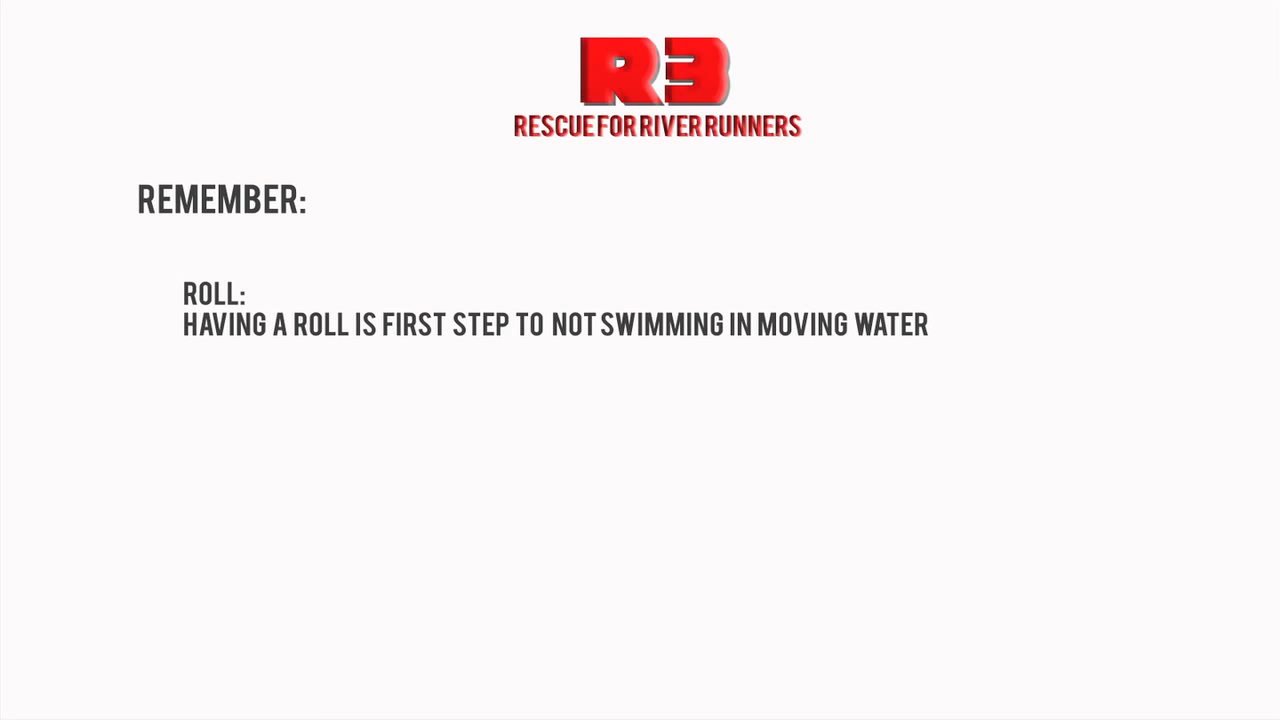 R3
RESCUE FOR RIVER RUNNERS
REMEMBER:
ROLL:
HAVING A ROLL IS FIRST STEP TO NOT SWIMMING IN MOVING WATER